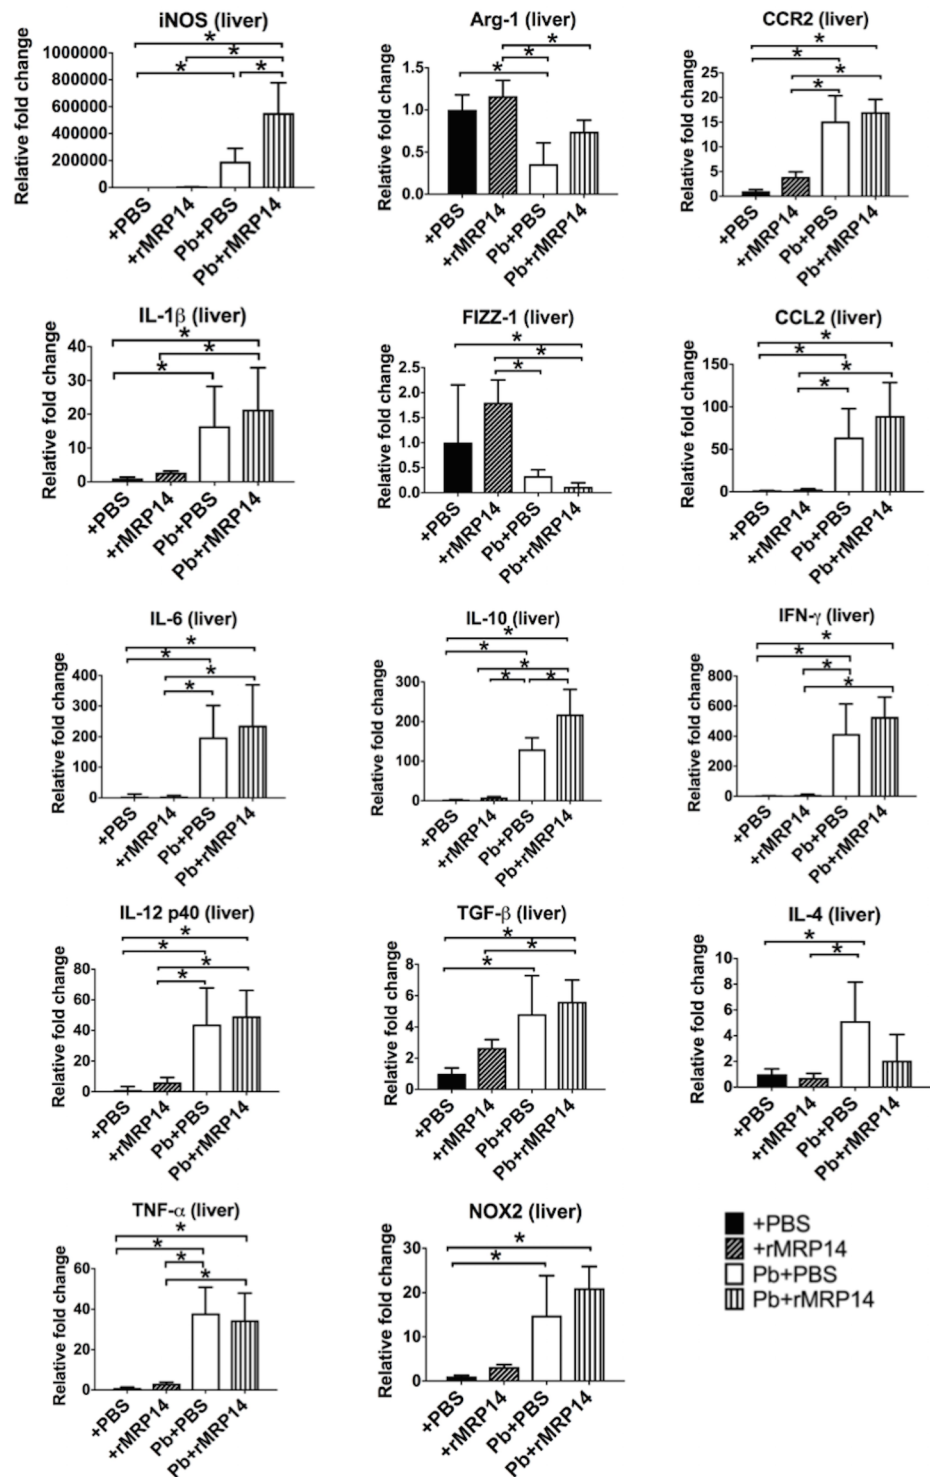 iNOS (liver)
Relative fold change
1000000
800000
600000
400000
200000
0
* * * *
+PBS
+rMRP14
Pb+PBS
Pb+rMRP14
Arg-1 (liver)
Relative fold change
1.5
1.0
0.5
0.0
* * *
+PBS
+rMRP14
Pb+PBS
Pb+rMRP14
CCR2 (liver)
Relative fold change
25
20
15
10
5
0
* * * *
+PBS
+rMRP14
Pb+PBS
Pb+rMRP14
IL-1β (liver)
Relative fold change
40
30
20
10
0
* * *
+PBS
+rMRP14
Pb+PBS
Pb+rMRP14
FIZZ-1 (liver)
Relative fold change
2.5
2.0
1.5
1.0
0.5
0.0
* * *
+PBS
+rMRP14
Pb+PBS
Pb+rMRP14
CCL2 (liver)
Relative fold change
150
100
50
0
* * * *
+PBS
+rMRP14
Pb+PBS
Pb+rMRP14
IL-6 (liver)
Relative fold change
400
300
200
100
0
* * * *
+PBS
+rMRP14
Pb+PBS
Pb+rMRP14
IL-10 (liver)
Relative fold change
300
200
100
0
* * * * *
+PBS
+rMRP14
Pb+PBS
Pb+rMRP14
IFN-γ (liver)
Relative fold change
800
600
400
200
0
* * * *
+PBS
+rMRP14
Pb+PBS
Pb+rMRP14
IL-12 p40 (liver)
Relative fold change
80
60
40
20
0
* * * *
+PBS
+rMRP14
Pb+PBS
Pb+rMRP14
TGF-β (liver)
Relative fold change
8
6
4
2
0
* * *
+PBS
+rMRP14
Pb+PBS
Pb+rMRP14
IL-4 (liver)
Relative fold change
10
8
6
4
2
0
* *
+PBS
+rMRP14
Pb+PBS
Pb+rMRP14
TNF-α (liver)
Relative fold change
60
40
20
0
* * * *
+PBS
+rMRP14
Pb+PBS
Pb+rMRP14
NOX2 (liver)
Relative fold change
30
20
10
0
* *
+PBS
+rMRP14
Pb+PBS
Pb+rMRP14
+PBS
+rMRP14
Pb+PBS
Pb+rMRP14